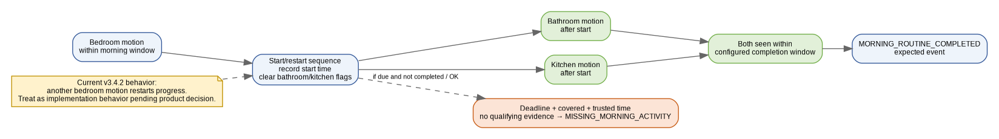 Bedroom motion
within morning window
Current v3.4.2 behavior:
another bedroom motion restarts progress.
Treat as implementation behavior pending product decision.
Start/restart sequence
record start time
clear bathroom/kitchen flags
if due and not completed / OK
Bathroom motion
after start
Kitchen motion
after start
Deadline + covered + trusted time
no qualifying evidence → MISSING_MORNING_ACTIVITY
Both seen within
configured completion window
MORNING_ROUTINE_COMPLETED
expected event